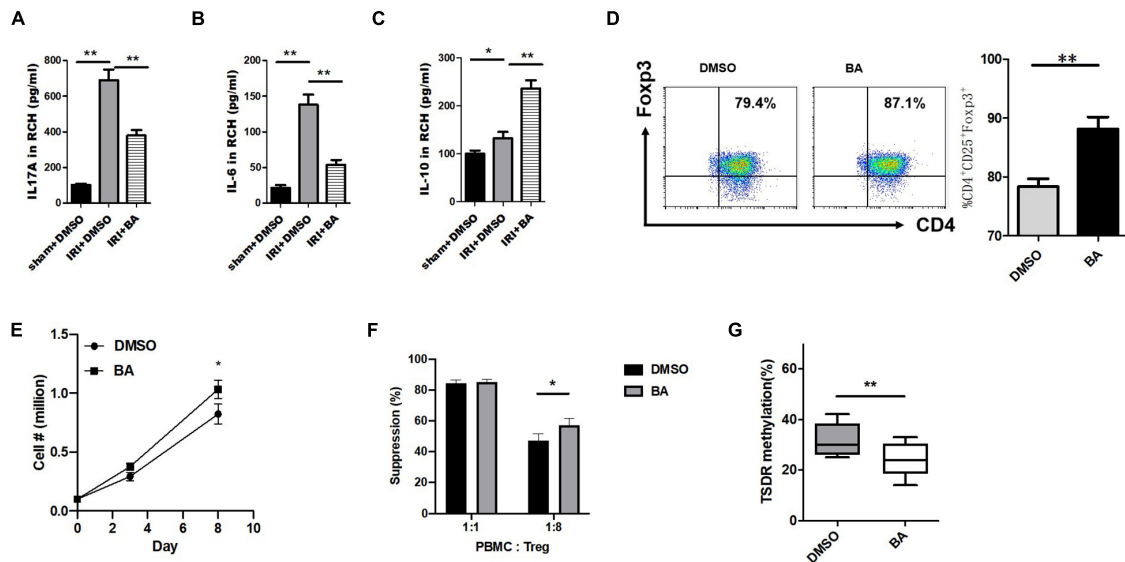 A
IL17A in RCH (pg/ml)
800
600
400
200
0
**
**
sham+DMSO
IRI+DMSO
IRI+BA
B
IL-6 in RCH (pg/ml)
200
150
100
50
0
**
**
sham+DMSO
IRI+DMSO
IRI+BA
C
IL-10 in RCH (pg/ml)
300
200
100
0
*
**
sham+DMSO
IRI+DMSO
IRI+BA
D
Foxp3
DMSO
BA
79.4%
87.1%
CD4
%CD4+CD25+Foxp3+
100
90
80
70
**
DMSO
BA
E
Cell # (million)
1.5
1.0
0.5
0.0
DMSO
BA
*
0 2 4 6 8 10
Day
F
Suppression (%)
100
80
60
40
20
0
*
1:1 1:8
PBMC : Treg
DMSO
BA
G
TSDR methylation(%)
60
40
20
0
**
DMSO
BA